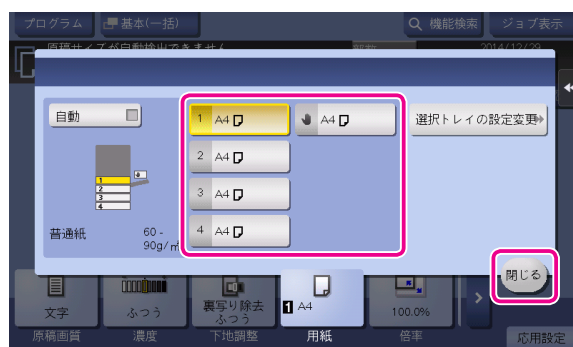 プログラム 基本(一括) 機能検索 ジョブ表示
原稿サイズが自動検出できません 2014/12/29
自動
1 A4 A4 選択トレイの設定変更
2 A4
3 A4
4 A4
1
2
3
4
普通紙 60 -
90g/㎡
閉じる
文字 ふつう 裏写り除去
ふつう 1 A4 100.0%
原稿画質 濃度 下地調整 用紙 倍率 応用設定